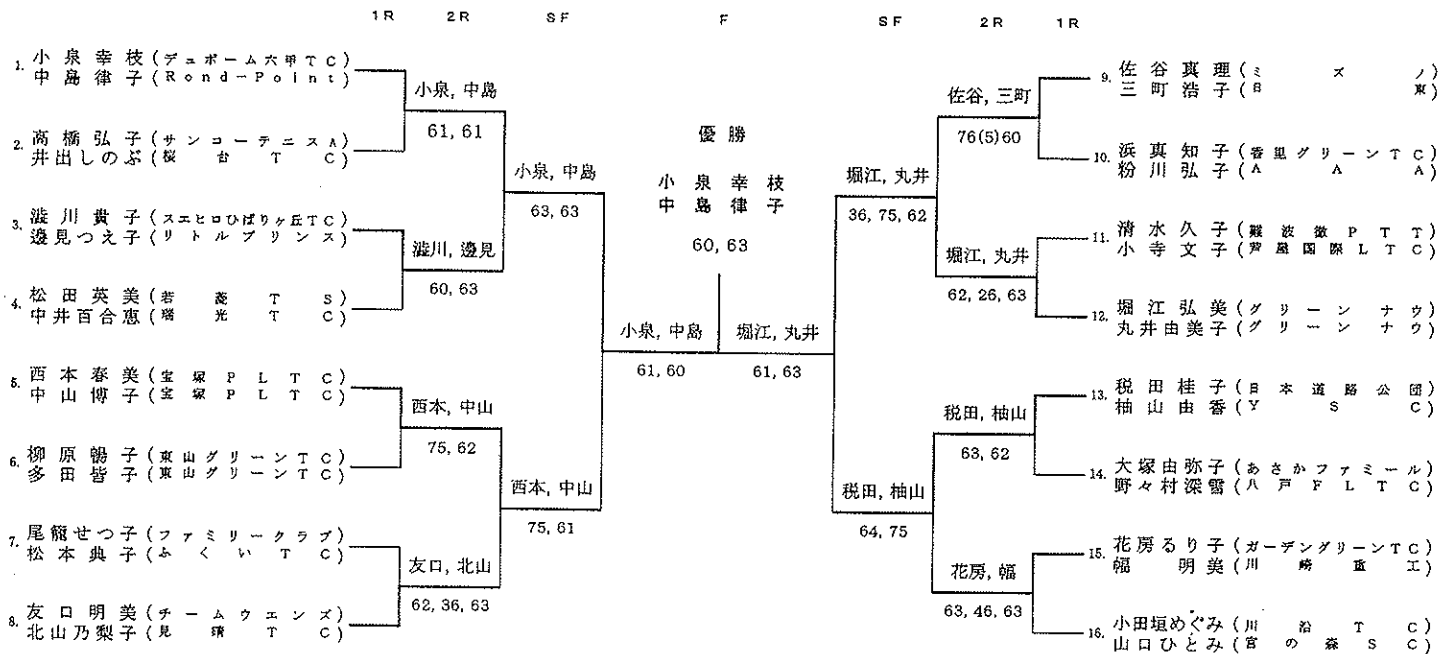 1R 2R SF F SF 2R 1R
1. 小泉幸枝(デュポーム六甲TC)
中島律子(Rond-Point)
小泉, 中島
61, 61
2. 高橋弘子(サンコーテニスA)
井出しのぶ(桜台TC)
小泉, 中島
63, 63
3. 澁川貴子(スエヒロひばりヶ丘TC)
邊見つえ子(リトルプリンス)
澁川, 邊見
60, 63
4. 松田英美(若菱TS)
中井百合恵(曙光TC)
小泉, 中島
61, 60
5. 西本春美(宝塚PLTC)
中山博子(宝塚PLTC)
西本, 中山
75, 62
6. 柳原暢子(東山グリーンTC)
多田皆子(東山グリーンTC)
西本, 中山
75, 61
7. 尾籠せつ子(ファミリークラブ)
松本典子(ふくいTC)
友口, 北山
62, 36, 63
8. 友口明美(チームウエンズ)
北山乃梨子(見晴TC)
優勝
小泉幸枝
中島律子
60, 63
9. 佐谷真理(ミズノ)
三町浩子(日東)
佐谷, 三町
76(5)60
10. 浜真知子(香里グリーンTC)
粉川弘子(AAA)
堀江, 丸井
36, 75, 62
11. 清水久子(難波徹PTT)
小寺文子(芦屋国際LTC)
堀江, 丸井
62, 26, 63
12. 堀江弘美(グリーンナウ)
丸井由美子(グリーンナウ)
堀江, 丸井
61, 63
13. 税田桂子(日本道路公団)
柚山由香(YSC)
税田, 柚山
63, 62
14. 大塚由弥子(あさかファミール)
野々村深雪(八戸FLTC)
税田, 柚山
64, 75
15. 花房るり子(ガーデングリーンTC)
幅明美(川崎重工)
花房, 幅
63, 46, 63
16. 小田垣めぐみ(川沿TC)
山口ひとみ(宮の森SC)